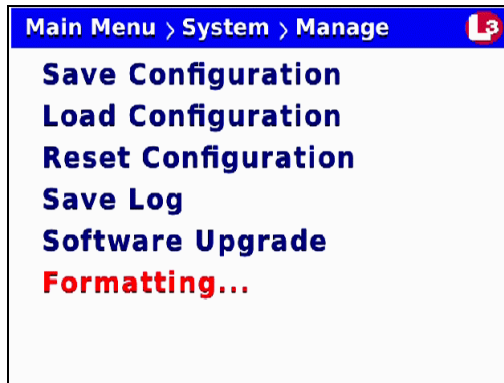 Main Menu > System > Manage L3
Save Configuration
Load Configuration
Reset Configuration
Save Log
Software Upgrade
Formatting...